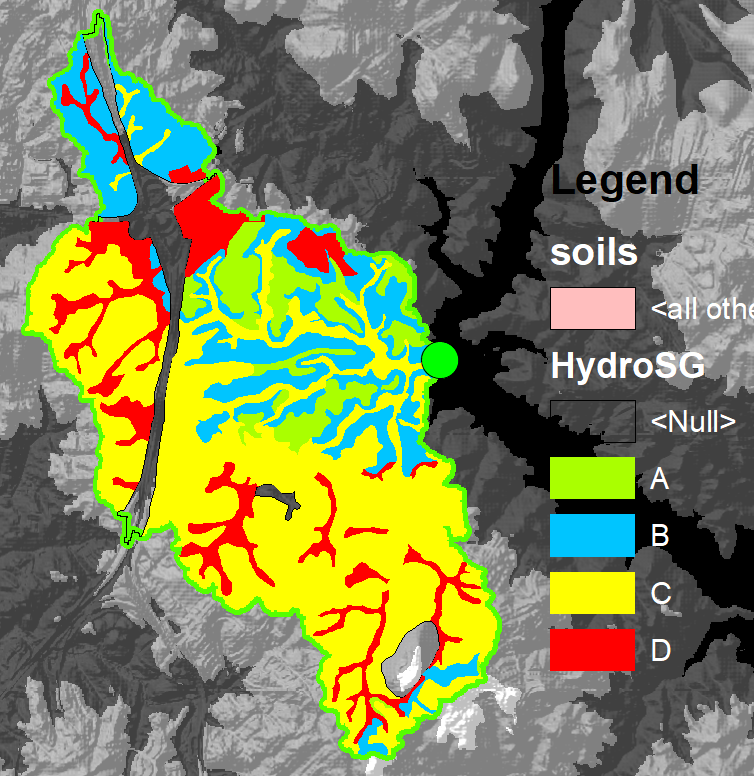 Legend
soils
<all othe
HydroSG
<Null>
A
B
C
D